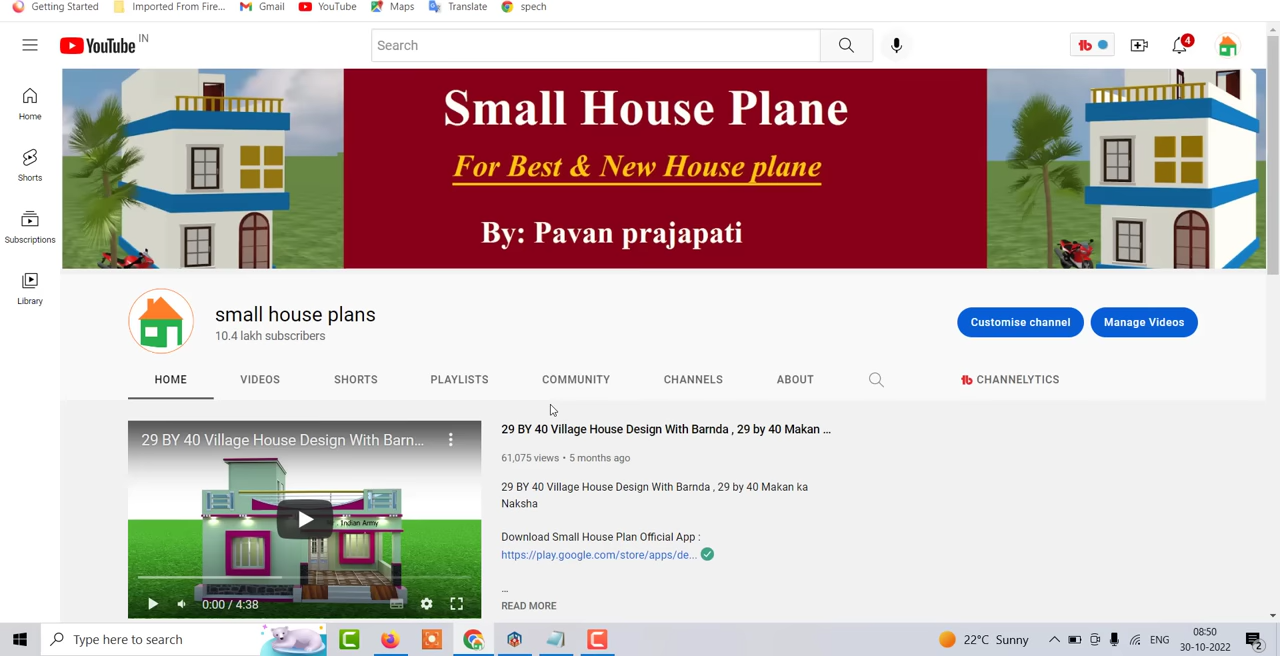 Getting Started
Imported From Fire...
Gmail
YouTube
Maps
Translate
spech
YouTube IN
Search
4
Home
Shorts
Subscriptions
Library
Small House Plane
For Best & New House plane
By: Pavan prajapati
small house plans
10.4 lakh subscribers
Customise channel
Manage Videos
HOME
VIDEOS
SHORTS
PLAYLISTS
COMMUNITY
CHANNELS
ABOUT
CHANNELYTICS
29 BY 40 Village House Design With Barn...
Indian Army
0:00 / 4:38
29 BY 40 Village House Design With Barnda , 29 by 40 Makan ...
61,075 views • 5 months ago
29 BY 40 Village House Design With Barnda , 29 by 40 Makan ka
Naksha
Download Small House Plan Official App :
https://play.google.com/store/apps/de...
...
READ MORE
Type here to search
22°C Sunny
ENG
08:50
30-10-2022
2